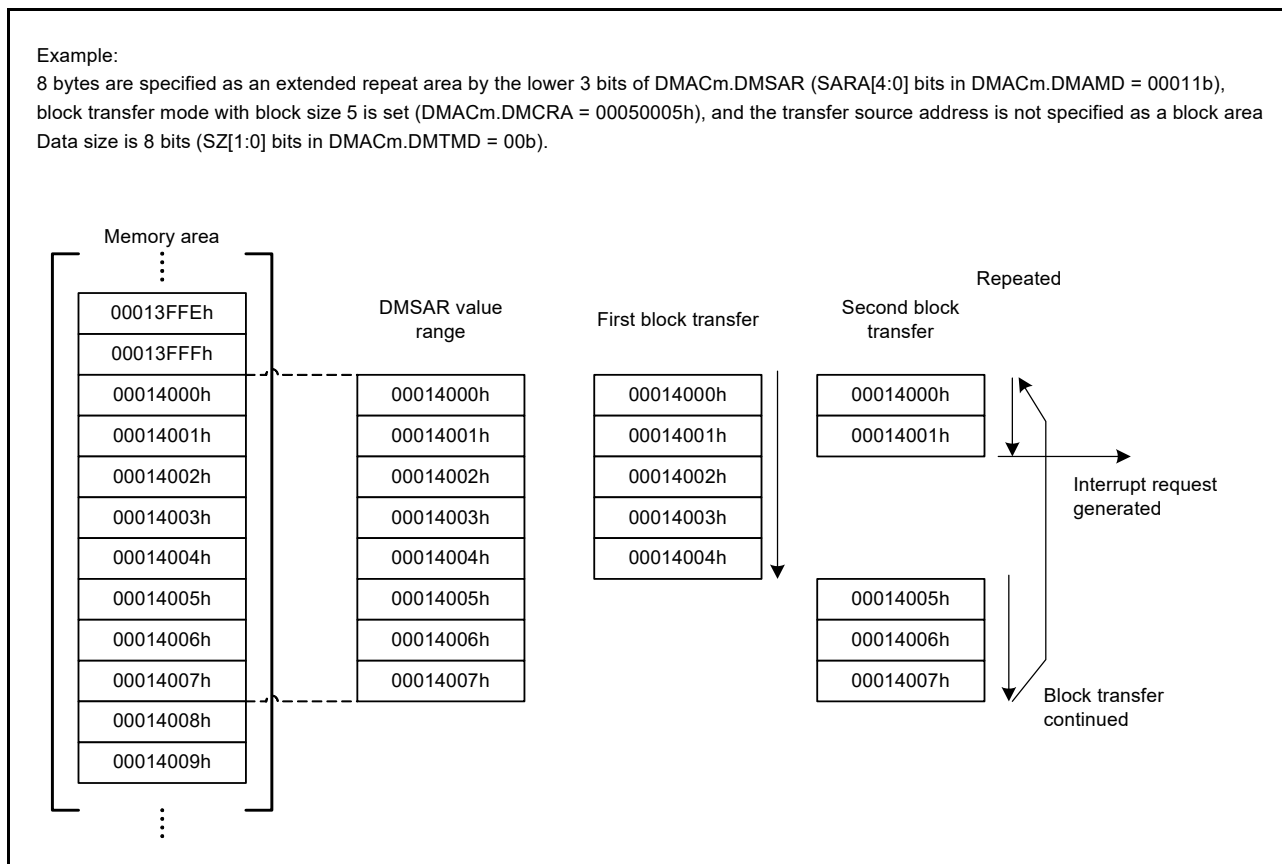 Example:
8 bytes are specified as an extended repeat area by the lower 3 bits of DMACm.DMSAR (SARA[4:0] bits in DMACm.DMAMD = 00011b),
block transfer mode with block size 5 is set (DMACm.DMCRA = 00050005h), and the transfer source address is not specified as a block area
Data size is 8 bits (SZ[1:0] bits in DMACm.DMTMD = 00b).
Memory area
00013FFEh
00013FFFh
00014000h
00014001h
00014002h
00014003h
00014004h
00014005h
00014006h
00014007h
00014008h
00014009h
DMSAR value
range
00014000h
00014001h
00014002h
00014003h
00014004h
00014005h
00014006h
00014007h
First block transfer
00014000h
00014001h
00014002h
00014003h
00014004h
Second block
transfer
00014000h
00014001h
00014005h
00014006h
00014007h
Repeated
Interrupt request
generated
Block transfer
continued